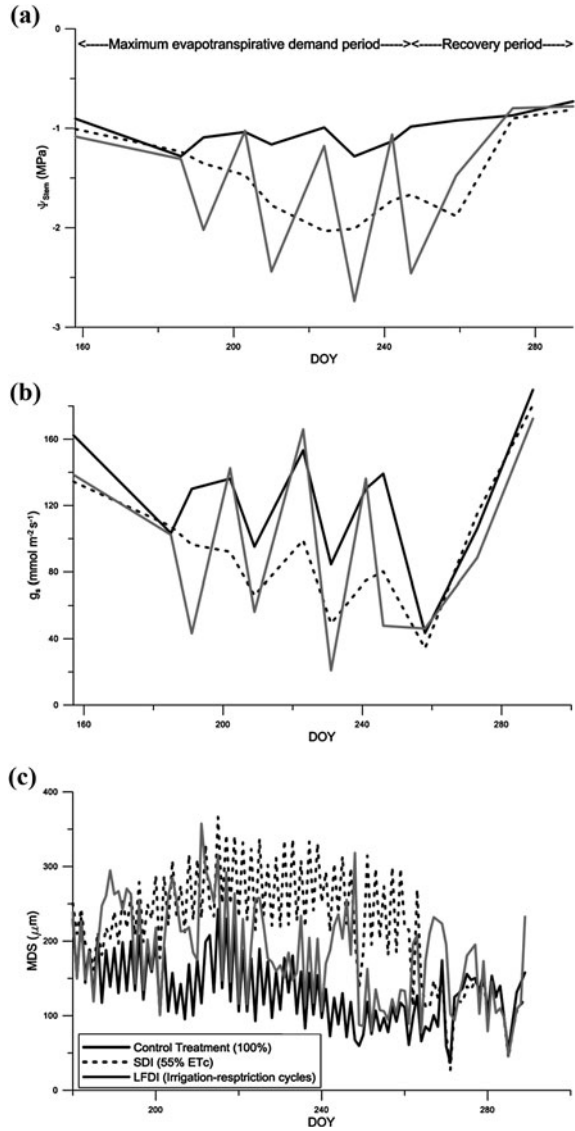 (a)
<-----Maximum evapotranspirative demand period-----><-----Recovery period----->
-1
-2
-3
ΨStem (MPa)
160 200 240 280
DOY
(b)
160
120
80
40
0
gs (mmol m-2 s-1)
160 200 240 280
DOY
(c)
400
300
200
100
0
MDS (μm)
Control Treatment (100%)
SDI (55% ETc)
LFDI (Irrigation-resptriction cycles)
200 240 280
DOY